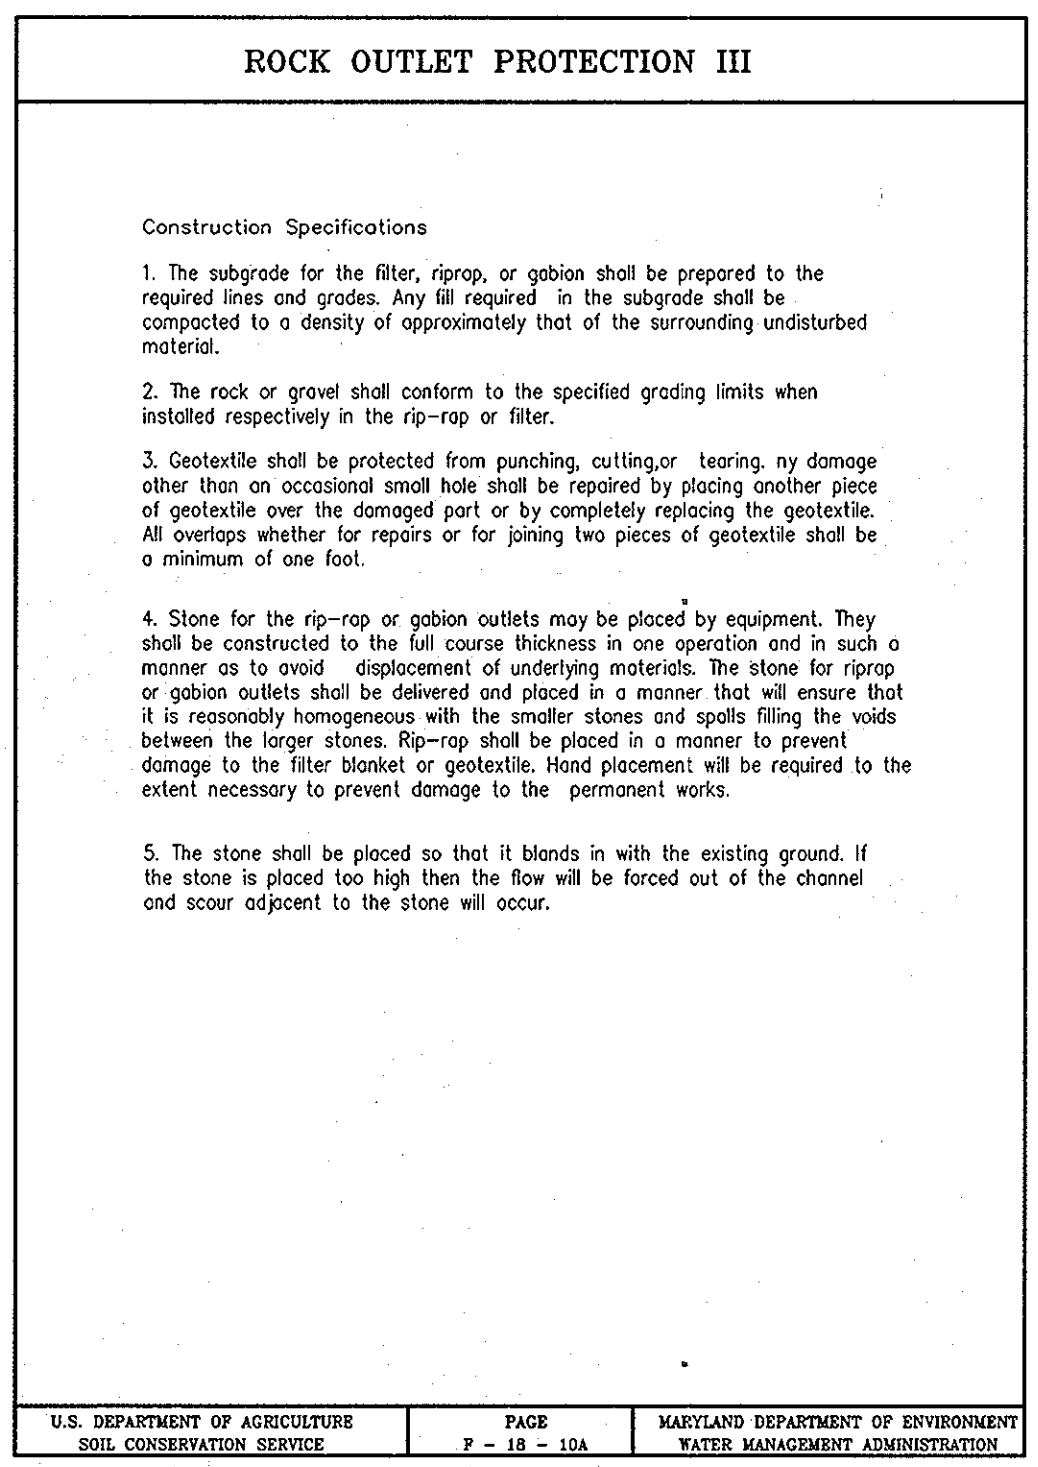 ROCK OUTLET PROTECTION III
Construction Specifications
1. The subgrade for the filter, riprap, or gabion shall be prepared to the
required lines and grades. Any fill required in the subgrade shall be
compacted to a density of approximately that of the surrounding undisturbed
material.
2. The rock or gravel shall conform to the specified grading limits when
installed respectively in the rip-rap or filter.
3. Geotextile shall be protected from punching, cutting,or tearing. ny damage
other than an occasional small hole shall be repaired by placing another piece
of geotextile over the damaged part or by completely replacing the geotextile.
All overlaps whether for repairs or for joining two pieces of geotextile shall be
a minimum of one foot.
4. Stone for the rip-rap or gabion outlets may be placed by equipment. They
shall be constructed to the full course thickness in one operation and in such a
manner as to avoid displacement of underlying materials. The stone for riprap
or gabion outlets shall be delivered and placed in a manner that will ensure that
it is reasonably homogeneous with the smaller stones and spalls filling the voids
between the larger stones. Rip-rap shall be placed in a manner to prevent
damage to the filter blanket or geotextile. Hand placement will be required to the
extent necessary to prevent damage to the permanent works.
5. The stone shall be placed so that it blands in with the existing ground. If
the stone is placed too high then the flow will be forced out of the channel
and scour adjacent to the stone will occur.
U.S. DEPARTMENT OF AGRICULTURE
SOIL CONSERVATION SERVICE
PAGE
F - 18 - 10A
MARYLAND DEPARTMENT OF ENVIRONMENT
WATER MANAGEMENT ADMINISTRATION